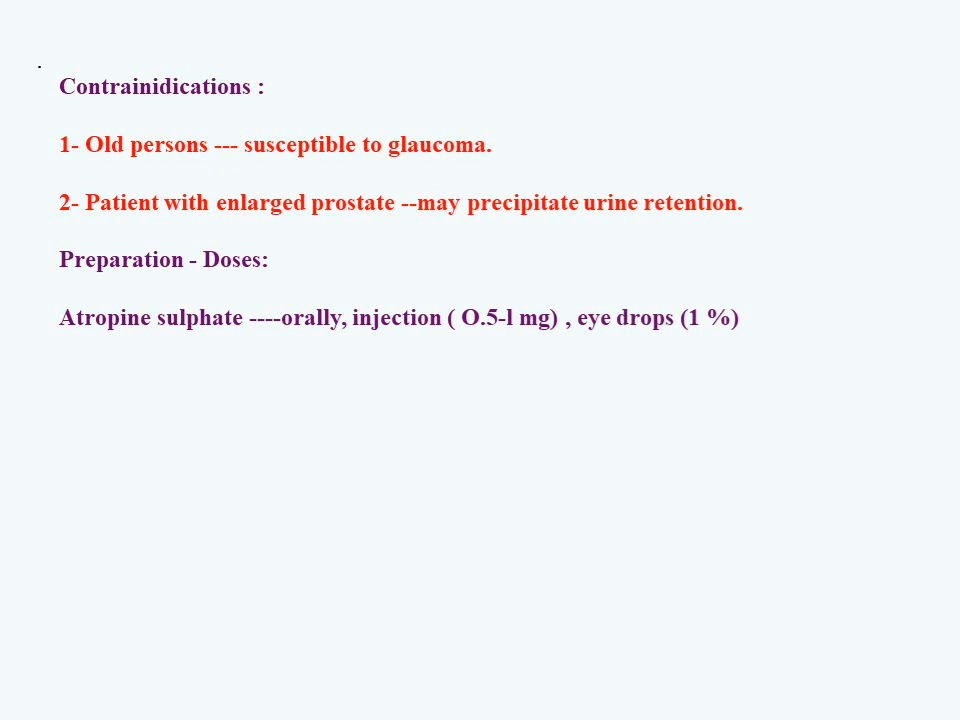 Contrainidications :
1- Old persons --- susceptible to glaucoma.
2- Patient with enlarged prostate --may precipitate urine retention.
Preparation - Doses:
Atropine sulphate ----orally, injection ( O.5-l mg) , eye drops (1 %)